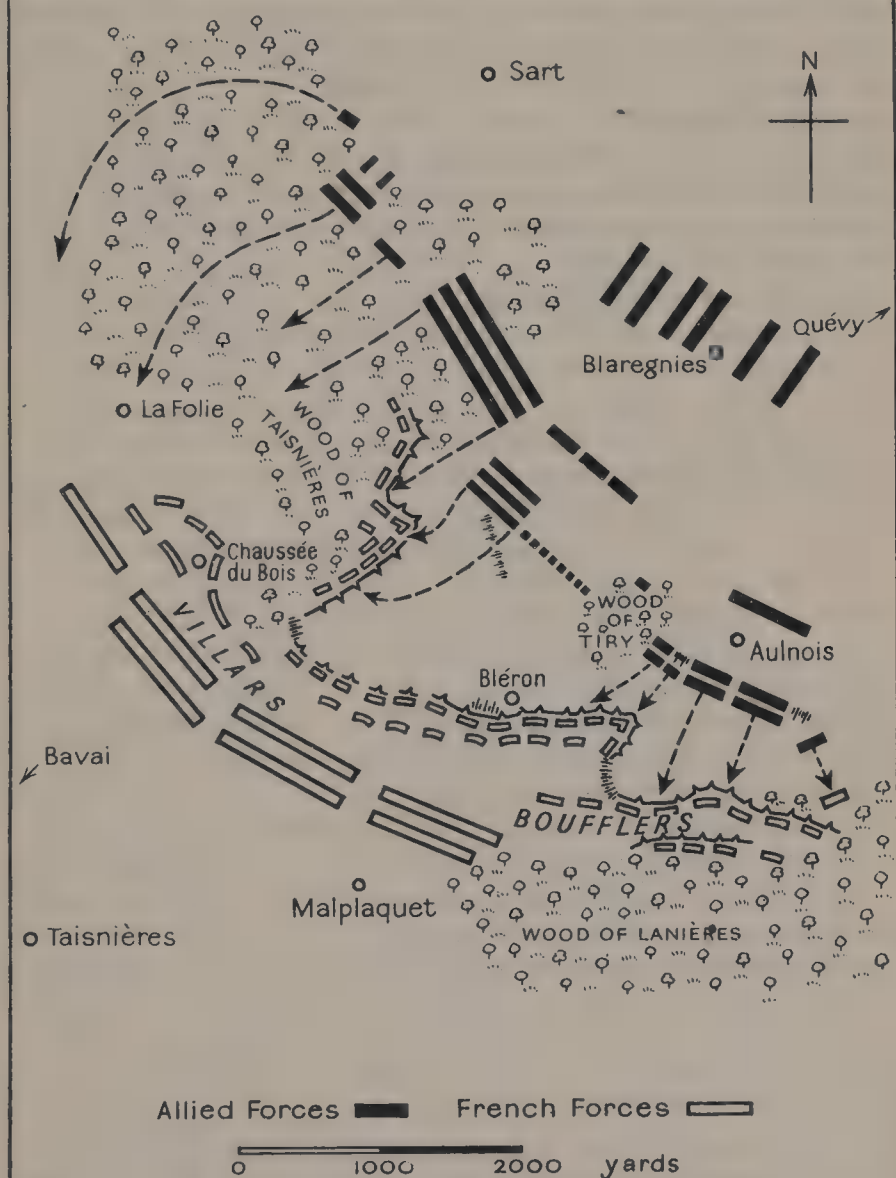 N
Sart
Quévy
Blaregnies
La Folie
WOOD OF
TAISNIÈRES
Chaussée
du Bois
VILLARS
WOOD
OF
TIRY
Aulnois
Bléron
Bavai
BOUFFLERS
Malplaquet
Taisnières
WOOD OF LANIÈRES
Allied Forces French Forces
0 1000 2000 yards